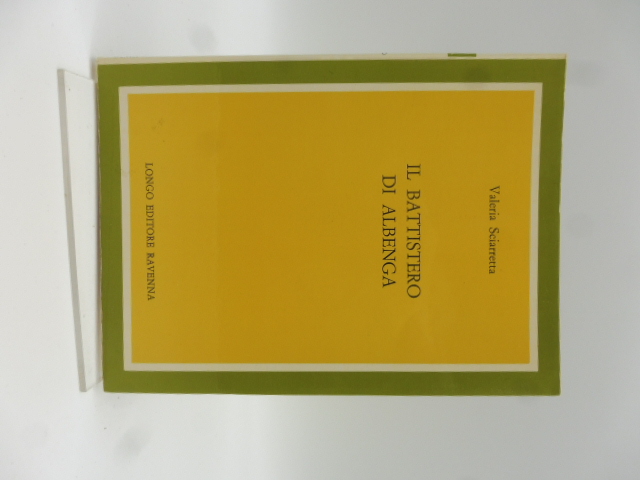 Valeria Sciarretta
IL BATTISTERO
DI ALBENGA
LONGO EDITORE RAVENNA